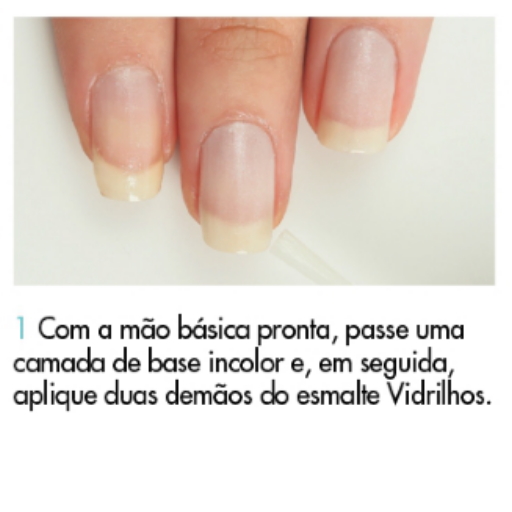 1 Com a mão básica pronta, passe uma
camada de base incolor e, em seguida,
aplique duas demãos do esmalte Vidrilhos.